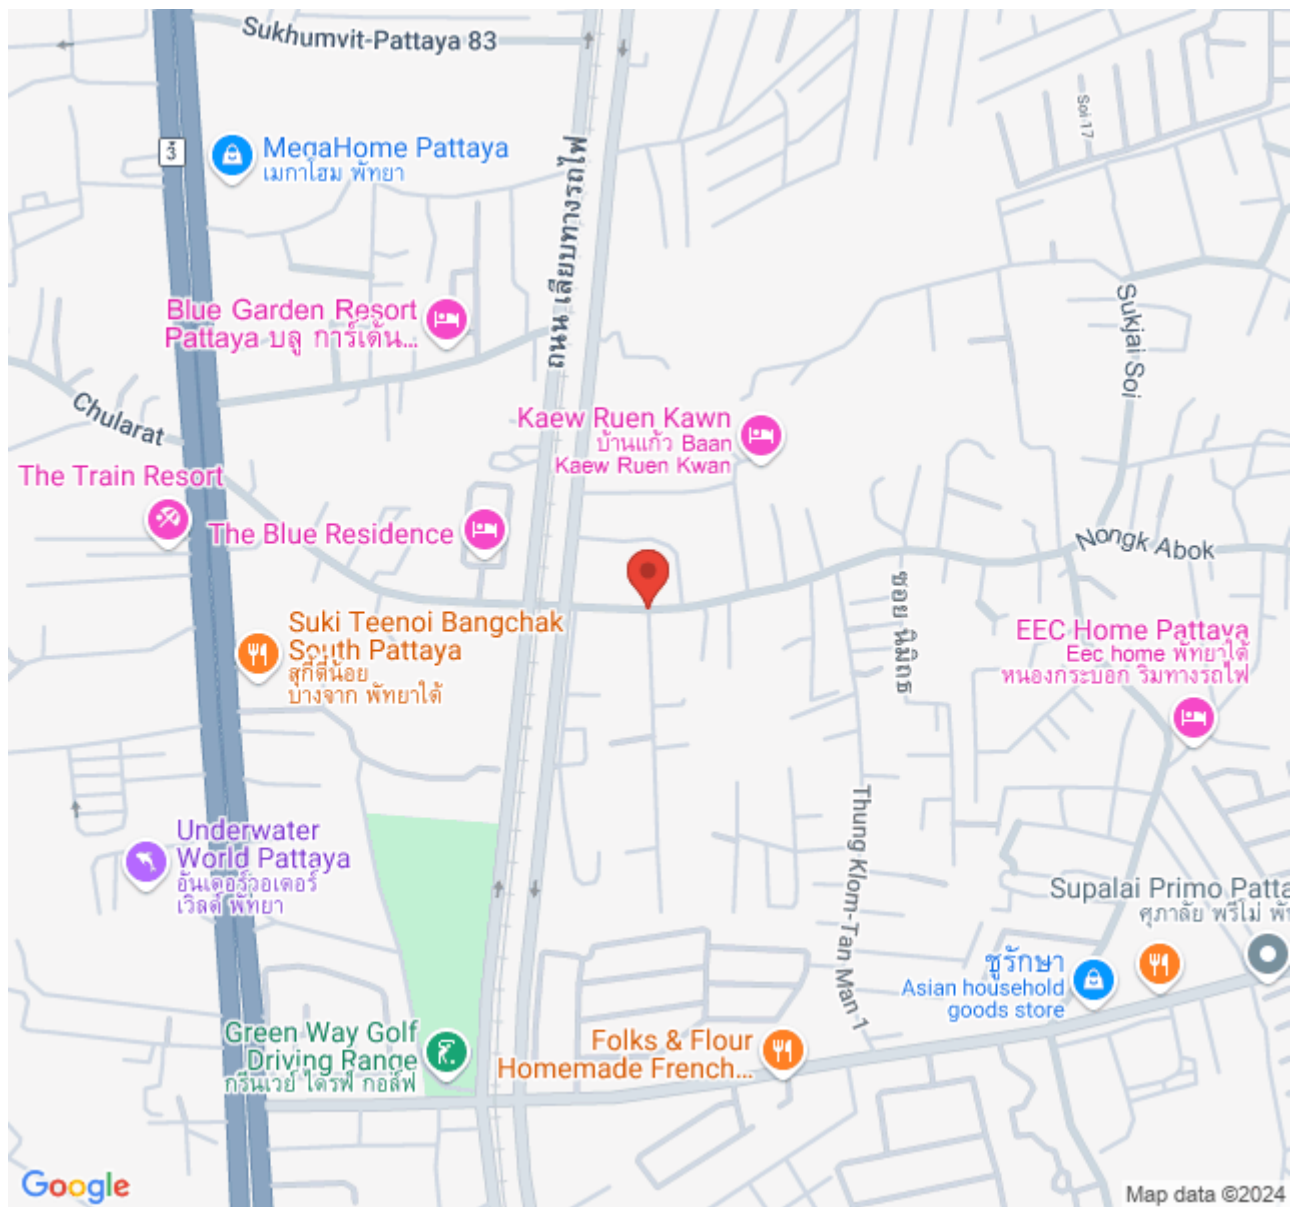 Sukhumvit-Pattaya 83
3
MegaHome Pattaya
เมกาโฮม พัทยา
Soi 17
ถนน เลียบทางรถไฟ
Blue Garden Resort
Pattaya บลู การ์เด้น...
Sukjai Soi
Chularat
Kaew Ruen Kawn
บ้านแก้ว Baan
Kaew Ruen Kwan
The Train Resort
The Blue Residence
Nongk Abok
ซอย นิมิตร
Suki Teenoi Bangchak
South Pattaya
สุกี้ตี๋น้อย
บางจาก พัทยาใต้
EEC Home Pattaya
Eec home พัทยาใต้
หนองกระบอก ริมทางรถไฟ
Thung Klom-Tan Man 1
Underwater
World Pattaya
อันเดอร์วอเตอร์
เวิลด์ พัทยา
Supalai Primo Patta
ศุภาลัย พรีโม่ พั
ชูรักษา
Asian household
goods store
Green Way Golf
Driving Range
กรีนเวย์ ไดรฟ์ กอล์ฟ
Folks & Flour
Homemade French...
Google
Map data ©2024